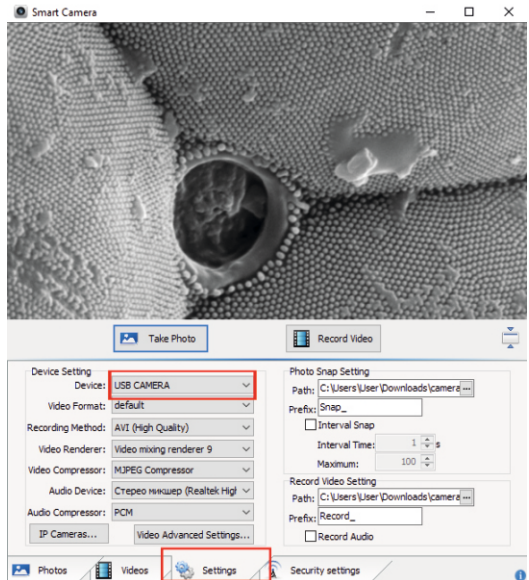 Smart Camera
Take Photo
Record Video
Device Setting
Device: USB CAMERA
Video Format: default
Recording Method: AVI (High Quality)
Video Renderer: Video mixing renderer 9
Video Compressor: MJPEG Compressor
Audio Device: Стерео микшер (Realtek Higl
Audio Compressor: PCM
IP Cameras...
Video Advanced Settings...
Photo Snap Setting
Path: C:\Users\User\Downloads\camera ...
Prefix: Snap_
Interval Snap
Interval Time: 1 s
Maximum: 100
Record Video Setting
Path: C:\Users\User\Downloads\camera ...
Prefix: Record_
Record Audio
Photos
Videos
Settings
Security settings